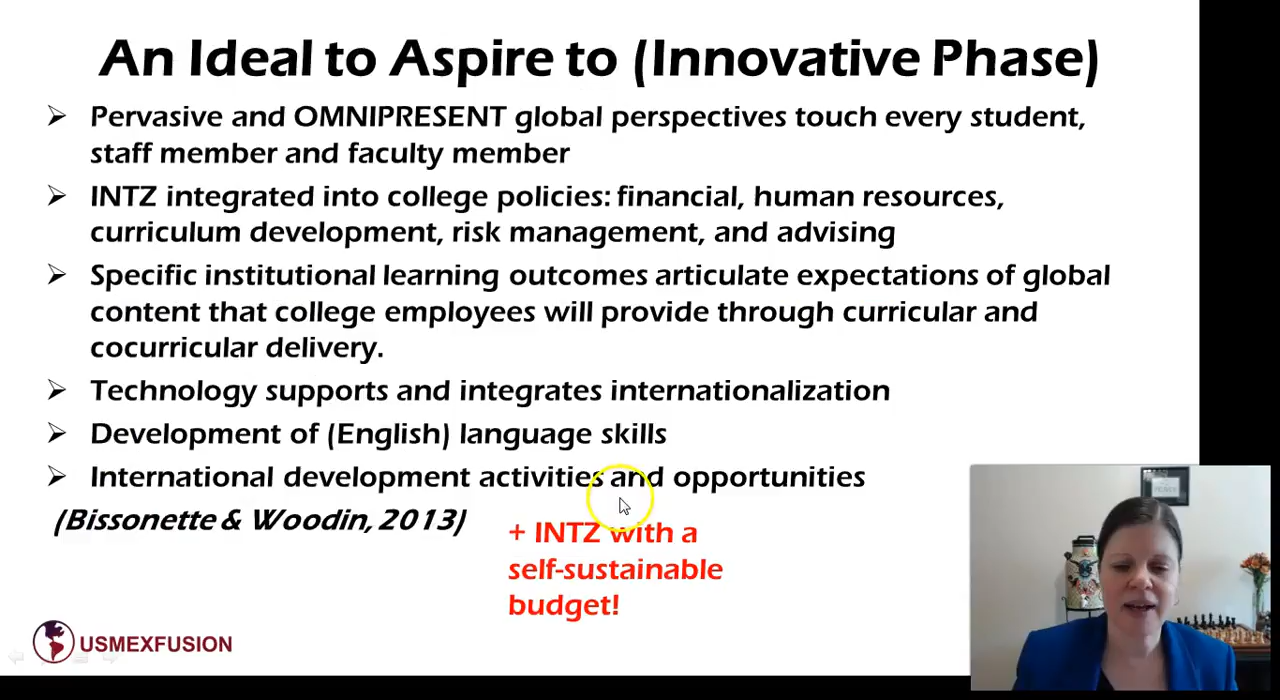 An Ideal to Aspire to (Innovative Phase)
Pervasive and OMNIPRESENT global perspectives touch every student,
staff member and faculty member
INTZ integrated into college policies: financial, human resources,
curriculum development, risk management, and advising
Specific institutional learning outcomes articulate expectations of global
content that college employees will provide through curricular and
cocurricular delivery.
Technology supports and integrates internationalization
Development of (English) language skills
International development activities and opportunities
(Bissonette & Woodin, 2013)
+ INTZ with a
self-sustainable
budget!
USMEXFUSION